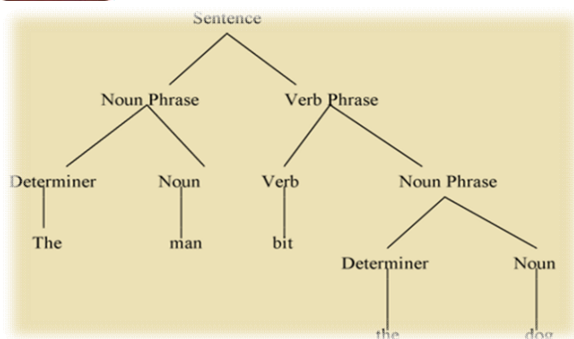 Sentence
Noun Phrase Verb Phrase
Determiner Noun Verb Noun Phrase
The man bit
Determiner Noun
the dog